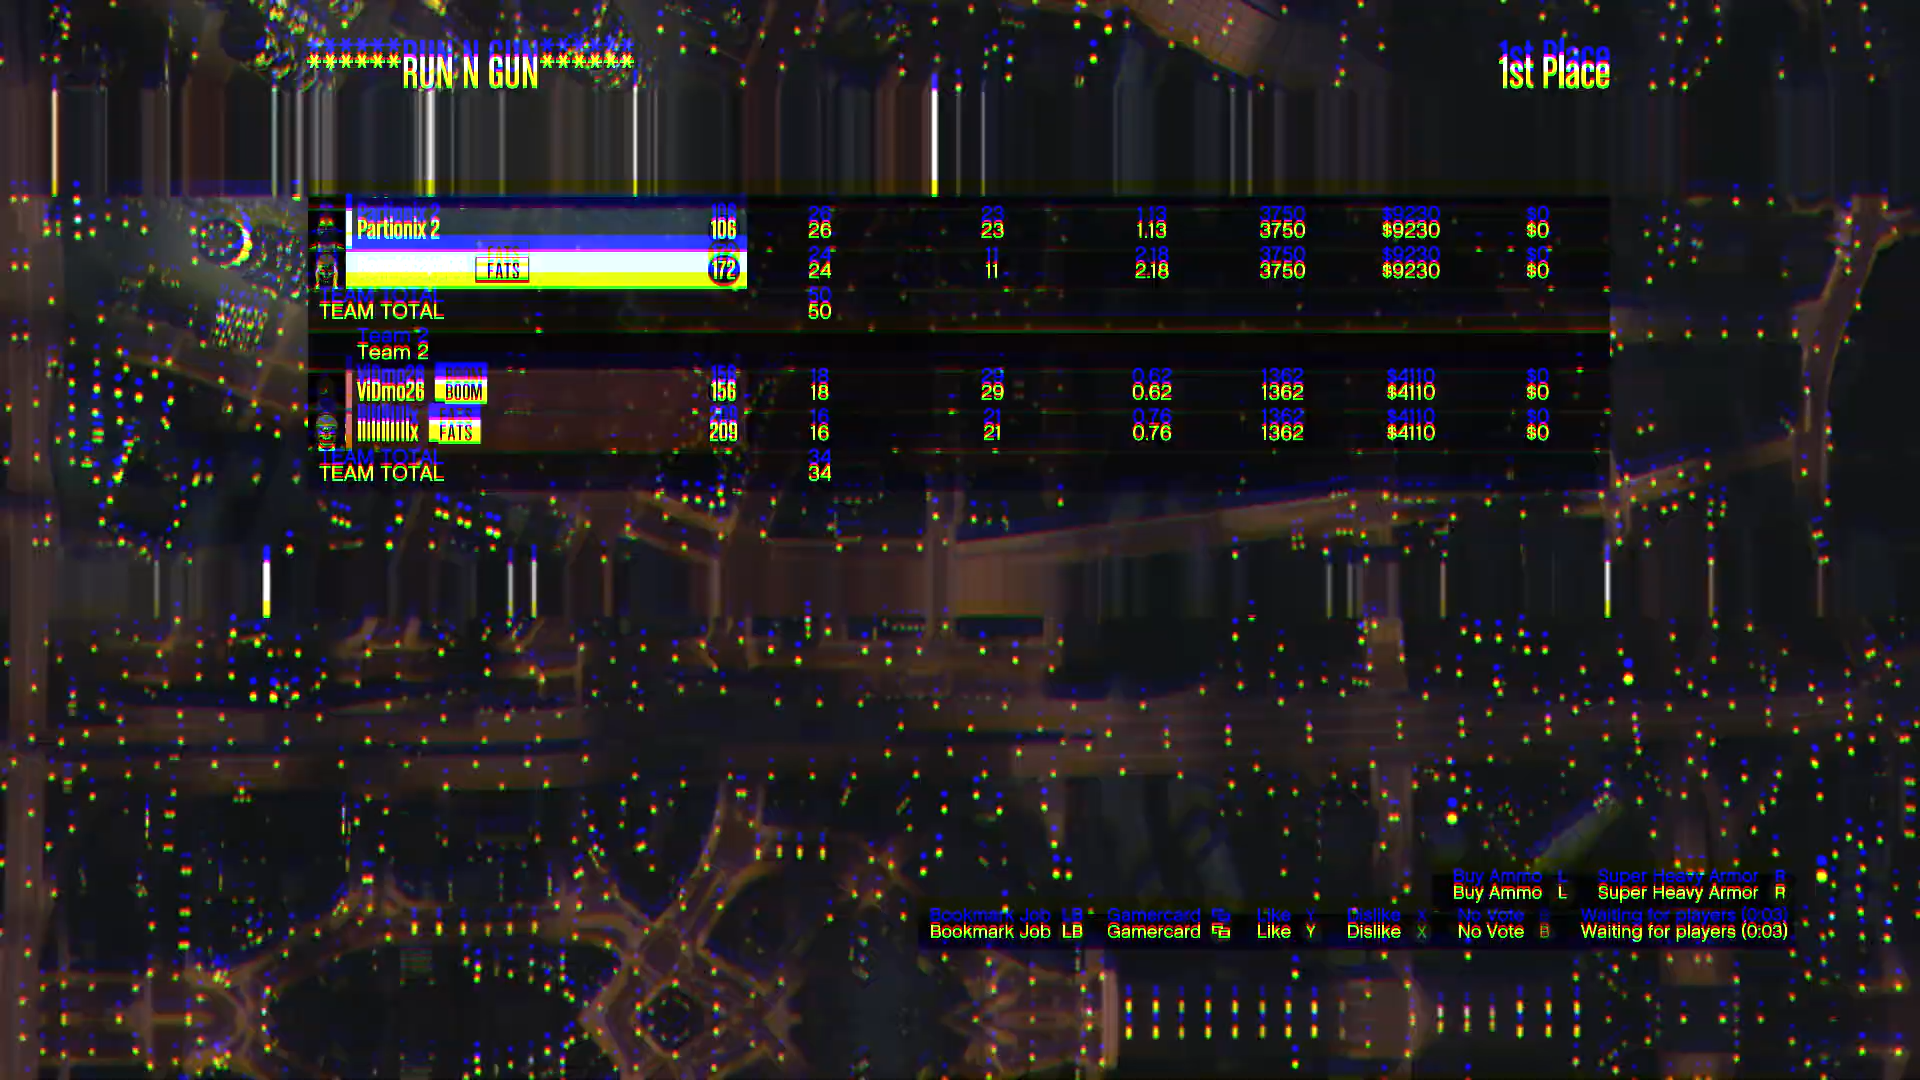 ******RUN N GUN******
1st Place
Partionix 2 106 26 23 1.13 3750 $9230 $0
FATS 172 24 11 2.18 3750 $9230 $0
TEAM TOTAL 50
Team 2
ViDmo26 BOOM 156 18 29 0.62 1362 $4110 $0
FATS 209 16 21 0.76 1362 $4110 $0
TEAM TOTAL 34
Buy Ammo L Super Heavy Armor R
Bookmark Job LB Gamercard Like Y Dislike X No Vote B Waiting for players (0:03)